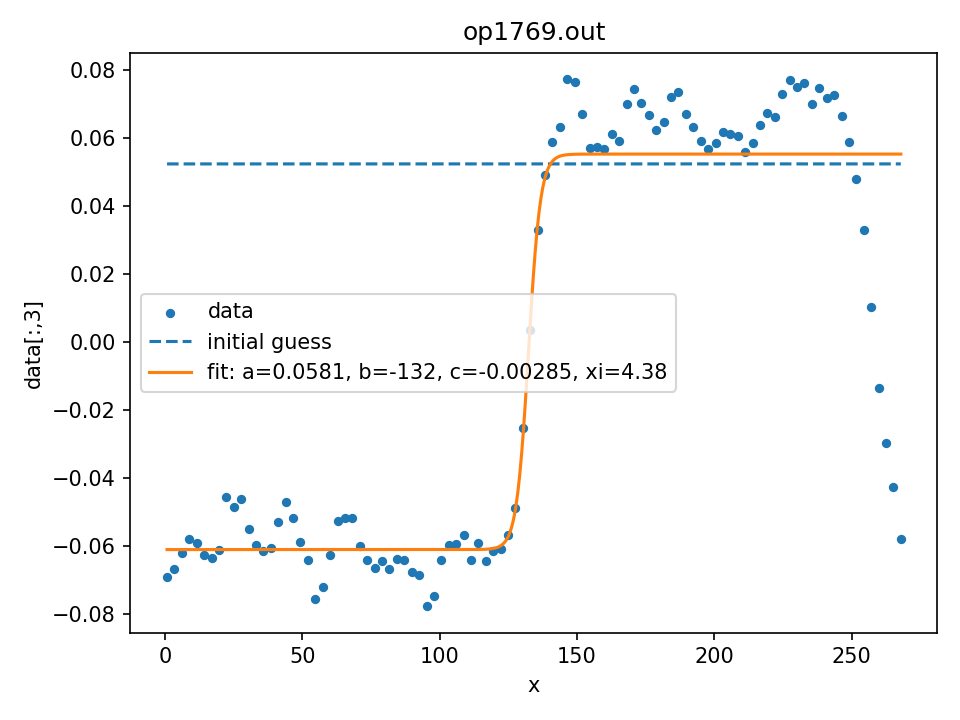 op1769.out
0.08
0.06
0.04
0.02
0.00
−0.02
−0.04
−0.06
−0.08
data[:,3]
data
initial guess
fit: a=0.0581, b=-132, c=-0.00285, xi=4.38
0 50 100 150 200 250
x